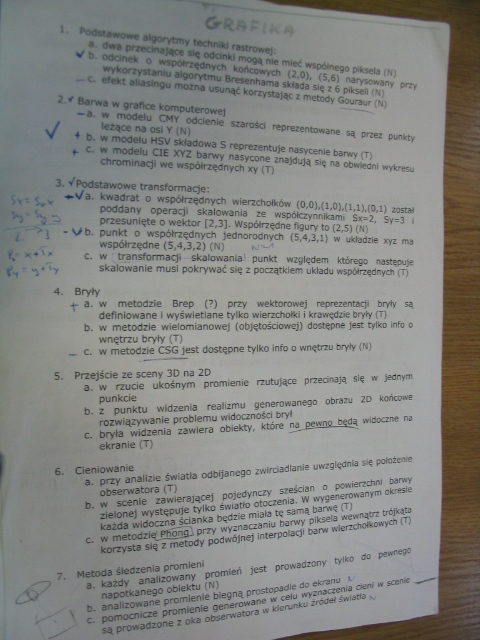 GRAFIKA
1. Podstawowe algorytmy techniki rastrowej:
a. dwa przecinające się odcinki mogą nie mieć wspólnego piksela (N)
b. odcinek o współrzędnych końcowych (2,0), (5,6) narysowany przy
wykorzystaniu algorytmu Bresenhama składa się z 6 pikseli (N)
c. efekt aliasingu można usunąć korzystając z metody Gouraur (N)
2. Barwa w grafice komputerowej
a. w modelu CMY odcienie szarości reprezentowane są przez punkty
leżące na osi Y (N)
b. w modelu HSV składowa S reprezentuje nasycenie barwy (T)
c. w modelu CIE XYZ barwy nasycone znajdują się na obwiedni wykresu
chrominacji we współrzędnych xy (T)
3. Podstawowe transformacje:
a. kwadrat o współrzędnych wierzchołków (0,0),(1,0),(1,1),(0,1) został
poddany operacji skalowania ze współczynnikami Sx=2, Sy=3 i
przesunięte o wektor [2,3]. Współrzędne figury to (2,5) (N)
b. punkt o współrzędnych jednorodnych (5,4,3,1) w układzie xyz ma
współrzędne (5,4,3,2) (N)
c. w transformacji skalowania punkt względem którego następuje
skalowanie musi pokrywać się z początkiem układu współrzędnych (T)
4. Bryły
a. w metodzie Brep (?) przy wektorowej reprezentacji bryły są
definiowane i wyświetlane tylko wierzchołki i krawędzie bryły (T)
b. w metodzie wielomianowej (objętościowej) dostępne jest tylko info o
wnętrzu bryły (T)
c. w metodzie CSG jest dostępne tylko info o wnętrzu bryły (N)
5. Przejście ze sceny 3D na 2D
a. w rzucie ukośnym promienie rzutujące przecinają się w jednym
punkcie
b. z punktu widzenia realizmu generowanego obrazu 2D końcowe
rozwiązywanie problemu widoczności brył
c. bryła widzenia zawiera obiekty, które na pewno będą widoczne na
ekranie (T)
6. Cieniowanie
a. przy analizie światła odbijanego zwierciadlanie uwzględnia się położenie
obserwatora (T)
b. w scenie zawierającej pojedynczy sześcian o powierzchni barwy
zielonej występuje tylko światło otoczenia. W wygenerowanym okresie
każda widoczna ścianka będzie miała tę samą barwę (T)
c. w metodzie Phong przy wyznaczaniu barwy piksela wewnątrz trójkąta
korzysta się z metody podwójnej interpolacji barw wierzchołkowych (T)
7. Metoda śledzenia promieni
a. każdy analizowany promień jest prowadzony tylko do pewnego
napotkanego obiektu (N)
b. analizowane promienie biegną prostopadle do ekranu
c. pomocnicze promienie generowane w celu wyznaczenia cieni w scenie
są prowadzone z oka obserwatora w kierunku źródeł światła